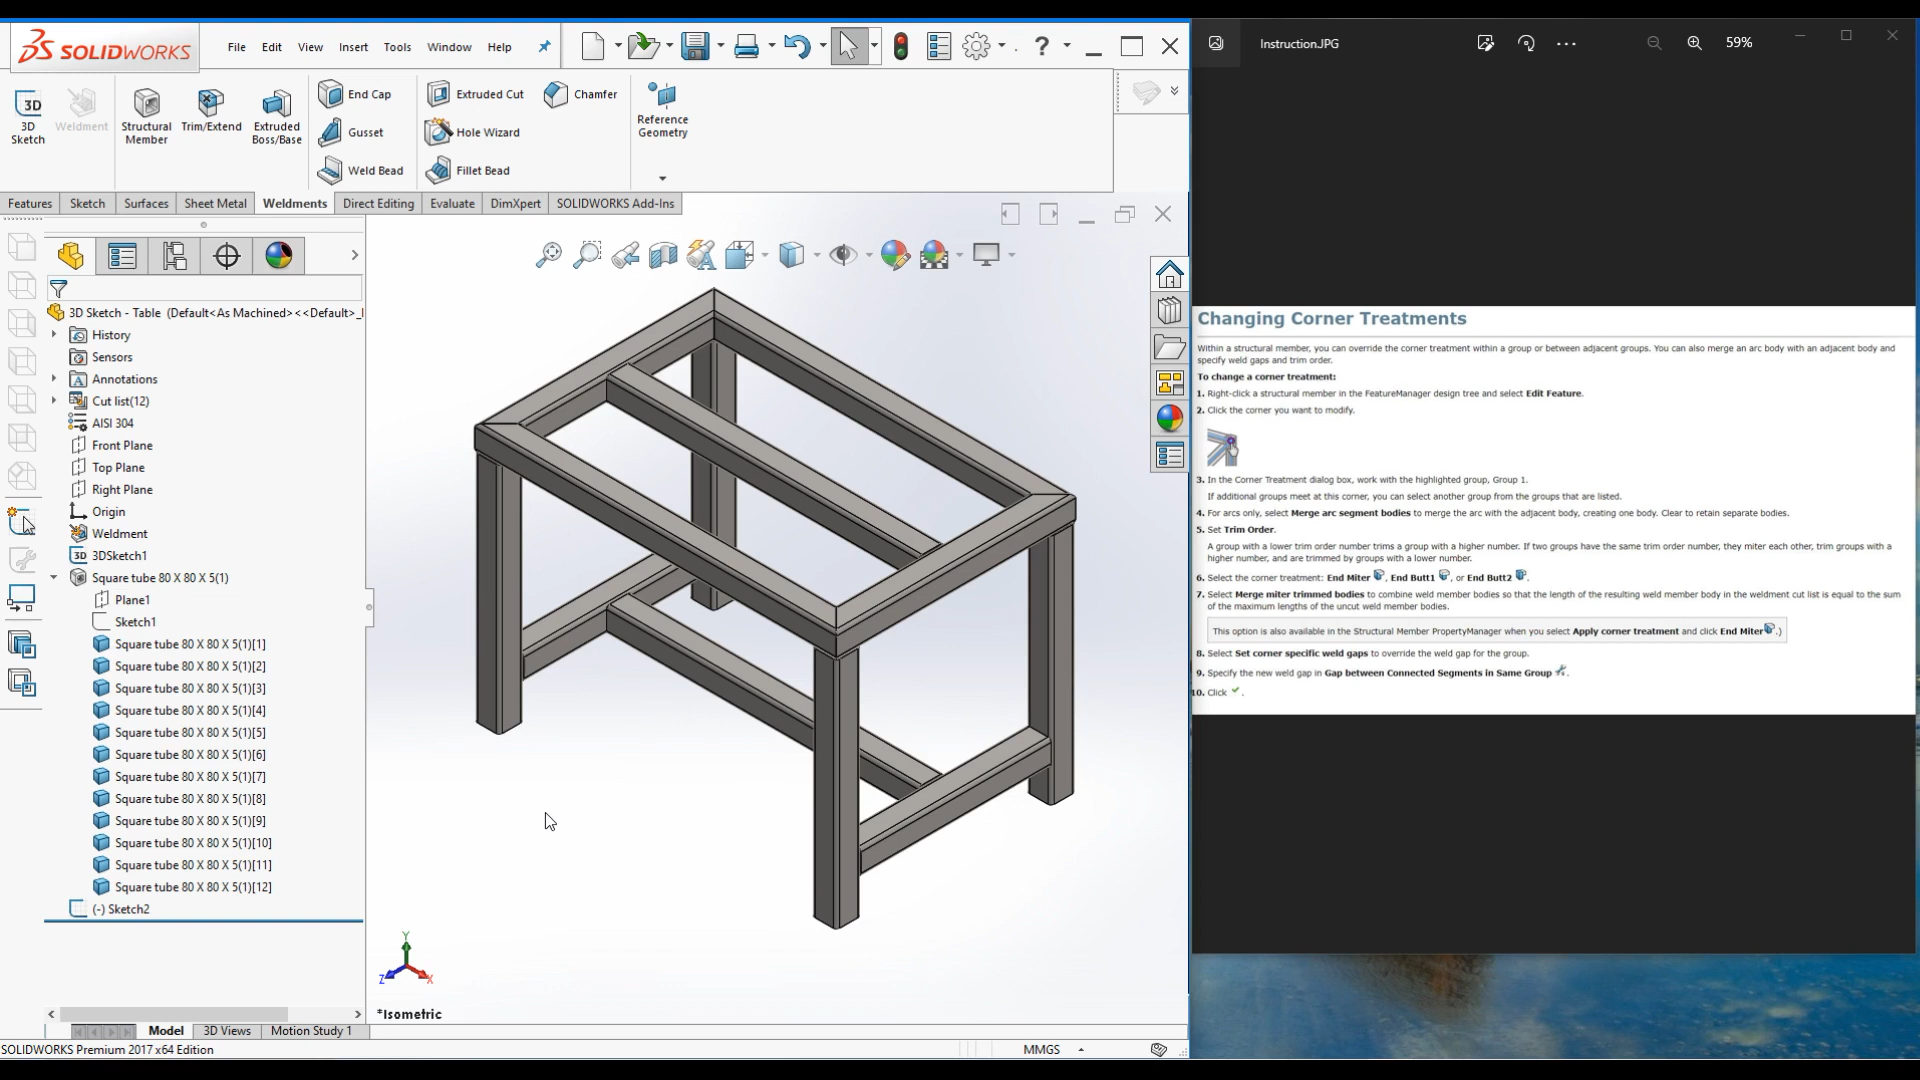 SOLIDWORKS
File Edit View Insert Tools Window Help
3D Sketch
Weldment
Structural Member
Trim/Extend
Extruded Boss/Base
End Cap
Gusset
Weld Bead
Extruded Cut
Hole Wizard
Fillet Bead
Chamfer
Reference Geometry
Features Sketch Surfaces Sheet Metal Weldments Direct Editing Evaluate DimXpert SOLIDWORKS Add-Ins
3D Sketch - Table (Default<As Machined><<Default>_
History
Sensors
Annotations
Cut list(12)
AISI 304
Front Plane
Top Plane
Right Plane
Origin
Weldment
3D 3DSketch1
Square tube 80 X 80 X 5(1)
Plane1
Sketch1
Square tube 80 X 80 X 5(1)[1]
Square tube 80 X 80 X 5(1)[2]
Square tube 80 X 80 X 5(1)[3]
Square tube 80 X 80 X 5(1)[4]
Square tube 80 X 80 X 5(1)[5]
Square tube 80 X 80 X 5(1)[6]
Square tube 80 X 80 X 5(1)[7]
Square tube 80 X 80 X 5(1)[8]
Square tube 80 X 80 X 5(1)[9]
Square tube 80 X 80 X 5(1)[10]
Square tube 80 X 80 X 5(1)[11]
Square tube 80 X 80 X 5(1)[12]
(-) Sketch2
Y
Z
X
*Isometric
Model 3D Views Motion Study 1
SOLIDWORKS Premium 2017 x64 Edition
MMGS
Instruction.JPG
59%
Changing Corner Treatments
Within a structural member, you can override the corner treatment within a group or between adjacent groups. You can also merge an arc body with an adjacent body and
specify weld gaps and trim order.
To change a corner treatment:
1. Right-click a structural member in the FeatureManager design tree and select Edit Feature.
2. Click the corner you want to modify.
3. In the Corner Treatment dialog box, work with the highlighted group, Group 1.
If additional groups meet at this corner, you can select another group from the groups that are listed.
4. For arcs only, select Merge arc segment bodies to merge the arc with the adjacent body, creating one body. Clear to retain separate bodies.
5. Set Trim Order.
A group with a lower trim order number trims a group with a higher number. If two groups have the same trim order number, they miter each other, trim groups with a
higher number, and are trimmed by groups with a lower number.
6. Select the corner treatment: End Miter , End Butt1 , or End Butt2 .
7. Select Merge miter trimmed bodies to combine weld member bodies so that the length of the resulting weld member body in the weldment cut list is equal to the sum
of the maximum lengths of the uncut weld member bodies.
This option is also available in the Structural Member PropertyManager when you select Apply corner treatment and click End Miter .)
8. Select Set corner specific weld gaps to override the weld gap for the group.
9. Specify the new weld gap in Gap between Connected Segments in Same Group .
10. Click .